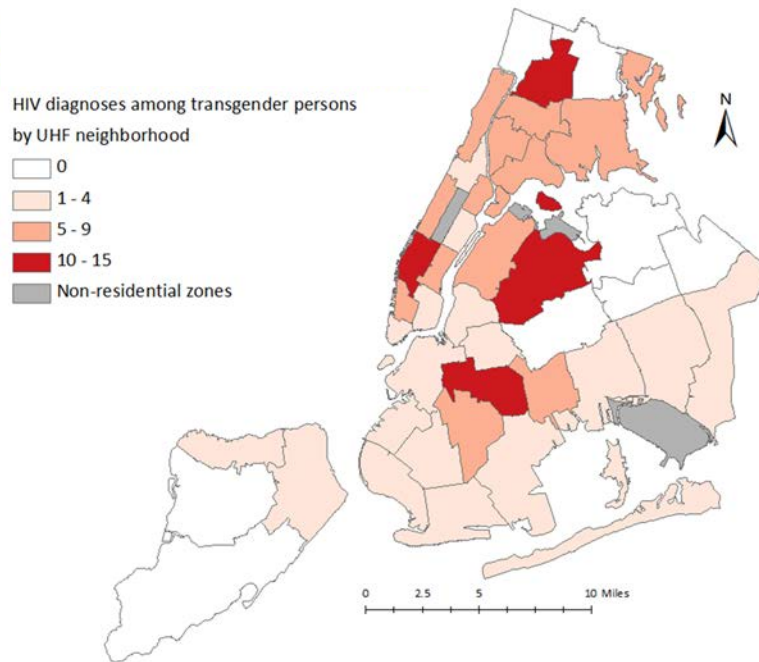 HIV diagnoses among transgender persons
by UHF neighborhood
0
1 - 4
5 - 9
10 - 15
Non-residential zones
N
0 2.5 5 10 Miles